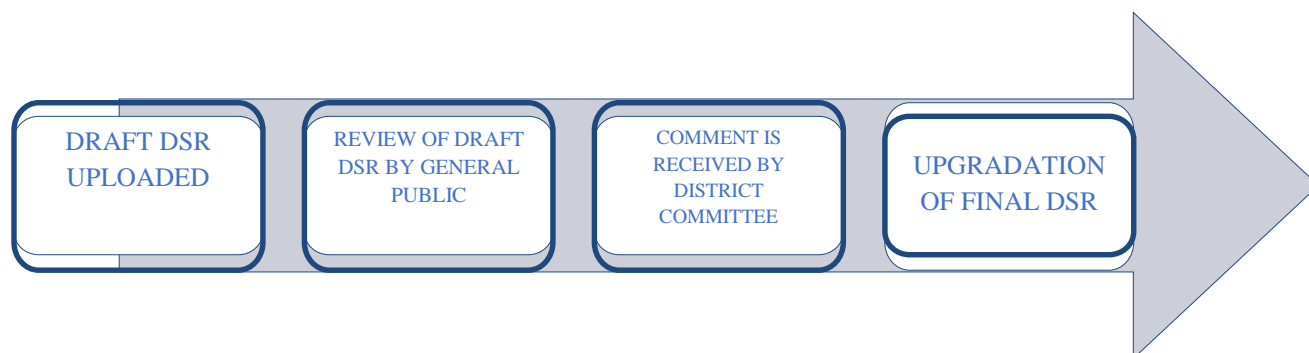 DRAFT DSR
UPLOADED
REVIEW OF DRAFT
DSR BY GENERAL
PUBLIC
COMMENT IS
RECEIVED BY
DISTRICT
COMMITTEE
UPGRADATION
OF FINAL DSR